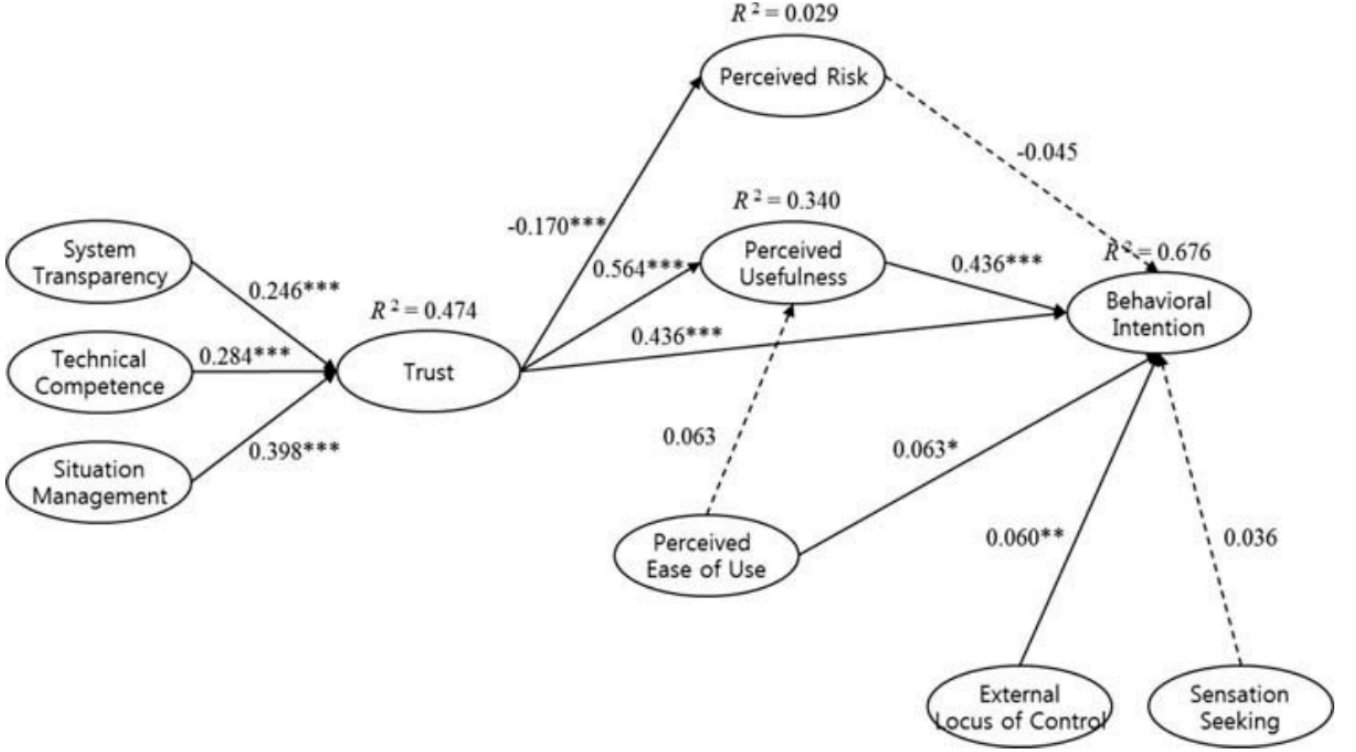 R² = 0.029
Perceived Risk
-0.045
R² = 0.340
-0.170***
Perceived
Usefulness
0.564***
0.436***
R² = 0.676
Behavioral
Intention
System
Transparency
0.246***
R² = 0.474
0.436***
Technical
Competence
0.284***
Trust
0.063
0.063*
0.398***
Situation
Management
Perceived
Ease of Use
0.060**
0.036
External
Locus of Control
Sensation
Seeking